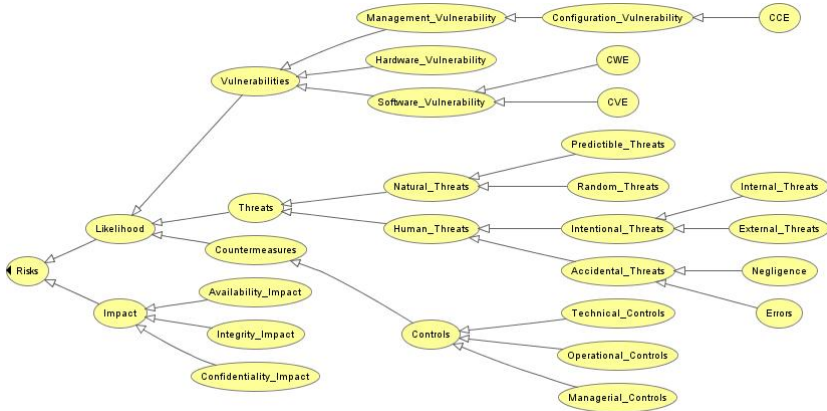 Management_Vulnerability
Configuration_Vulnerability
CCE
Hardware_Vulnerability
CWE
Vulnerabilities
Software_Vulnerability
CVE
Predictible_Threats
Natural_Threats
Random_Threats
Internal_Threats
Threats
Likelihood
Human_Threats
Intentional_Threats
External_Threats
Countermeasures
Risks
Accidental_Threats
Negligence
Availability_Impact
Impact
Technical_Controls
Errors
Integrity_Impact
Controls
Operational_Controls
Confidentiality_Impact
Managerial_Controls